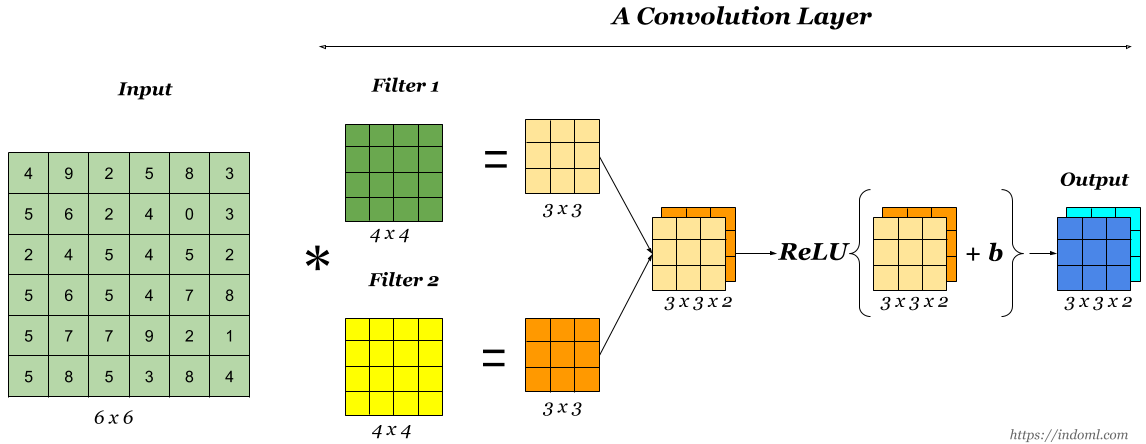 A Convolution Layer
Input
Filter 1
4 9 2 5 8 3
5 6 2 4 0 3
2 4 5 4 5 2
5 6 5 4 7 8
5 7 7 9 2 1
5 8 5 3 8 4
6 x 6
*
4 x 4
=
3 x 3
Filter 2
4 x 4
=
3 x 3
3 x 3 x 2
ReLU { + b }
3 x 3 x 2
Output
3 x 3 x 2
https://indoml.com